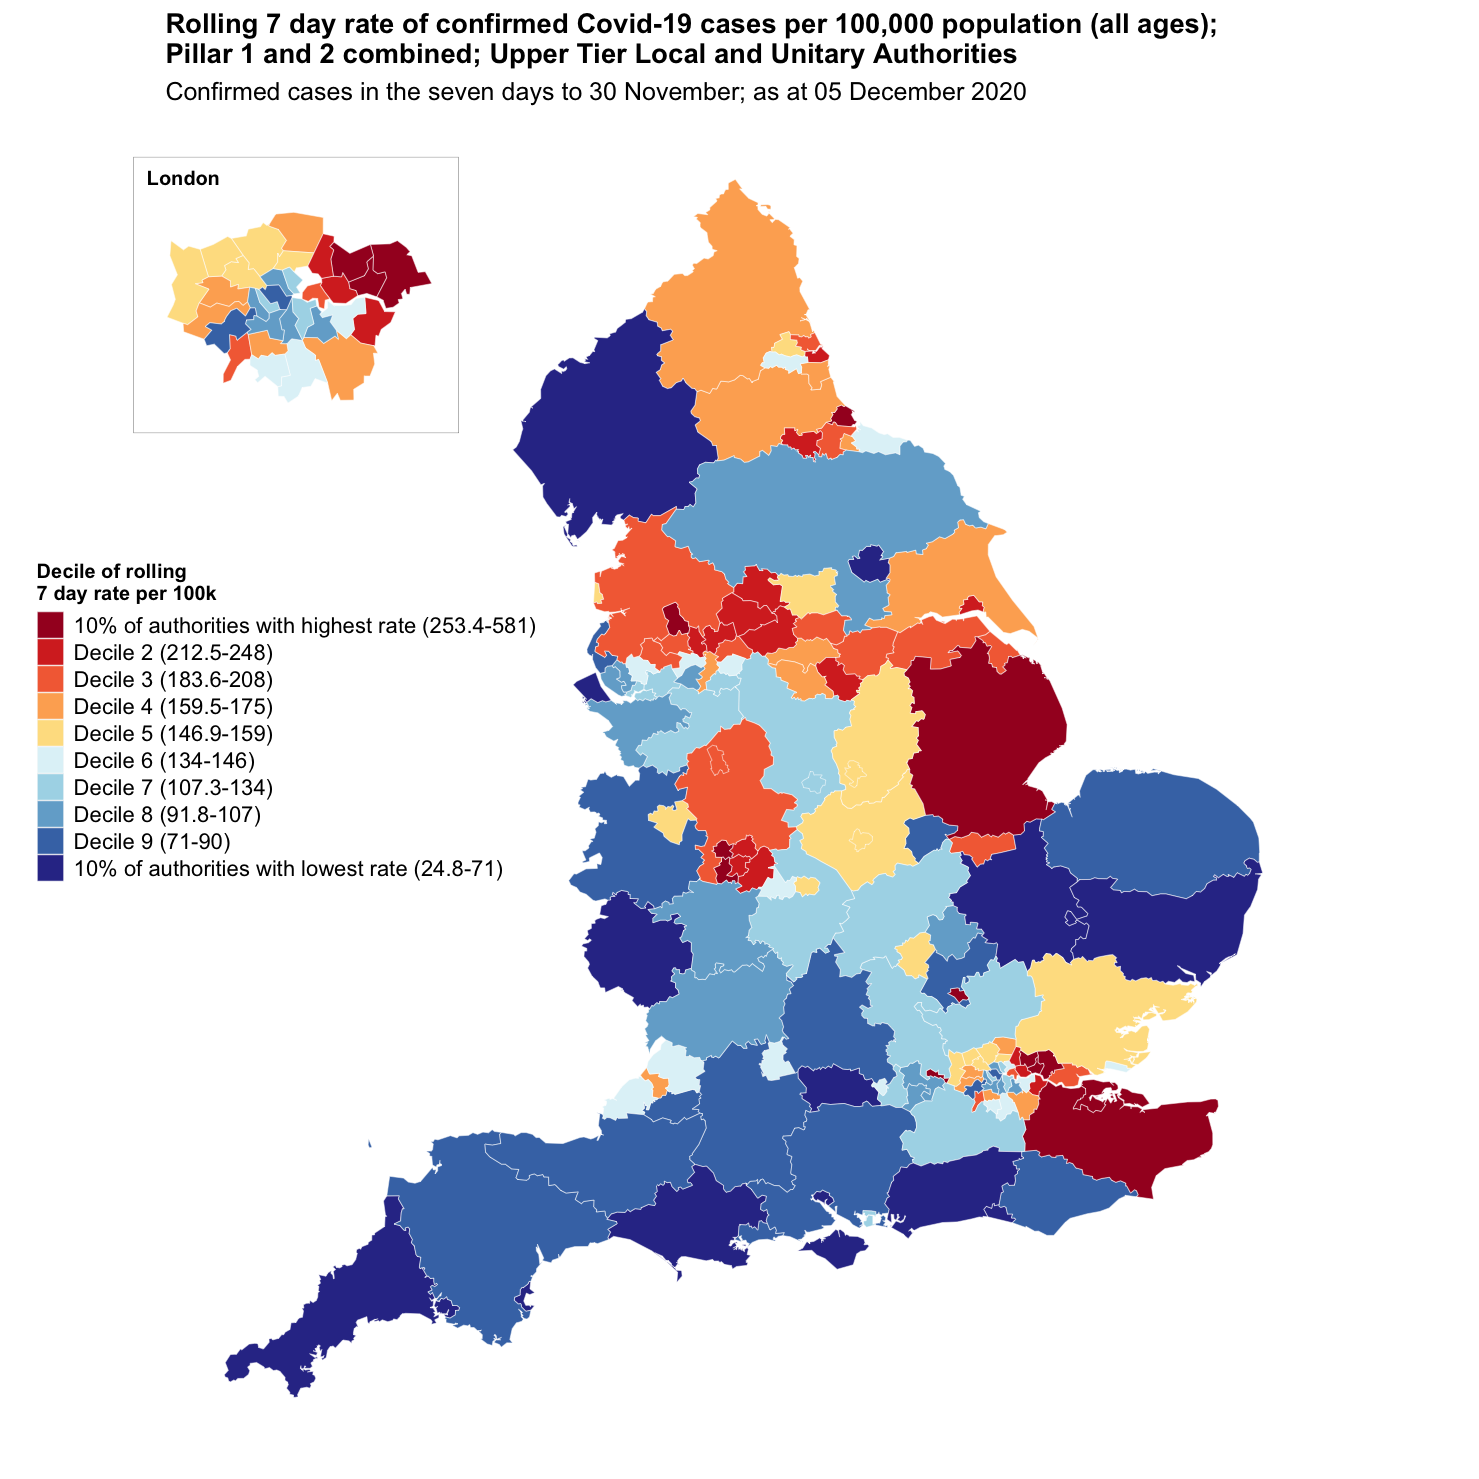 Rolling 7 day rate of confirmed Covid-19 cases per 100,000 population (all ages);
Pillar 1 and 2 combined; Upper Tier Local and Unitary Authorities
Confirmed cases in the seven days to 30 November; as at 05 December 2020
London
Decile of rolling
7 day rate per 100k
10% of authorities with highest rate (253.4-581)
Decile 2 (212.5-248)
Decile 3 (183.6-208)
Decile 4 (159.5-175)
Decile 5 (146.9-159)
Decile 6 (134-146)
Decile 7 (107.3-134)
Decile 8 (91.8-107)
Decile 9 (71-90)
10% of authorities with lowest rate (24.8-71)